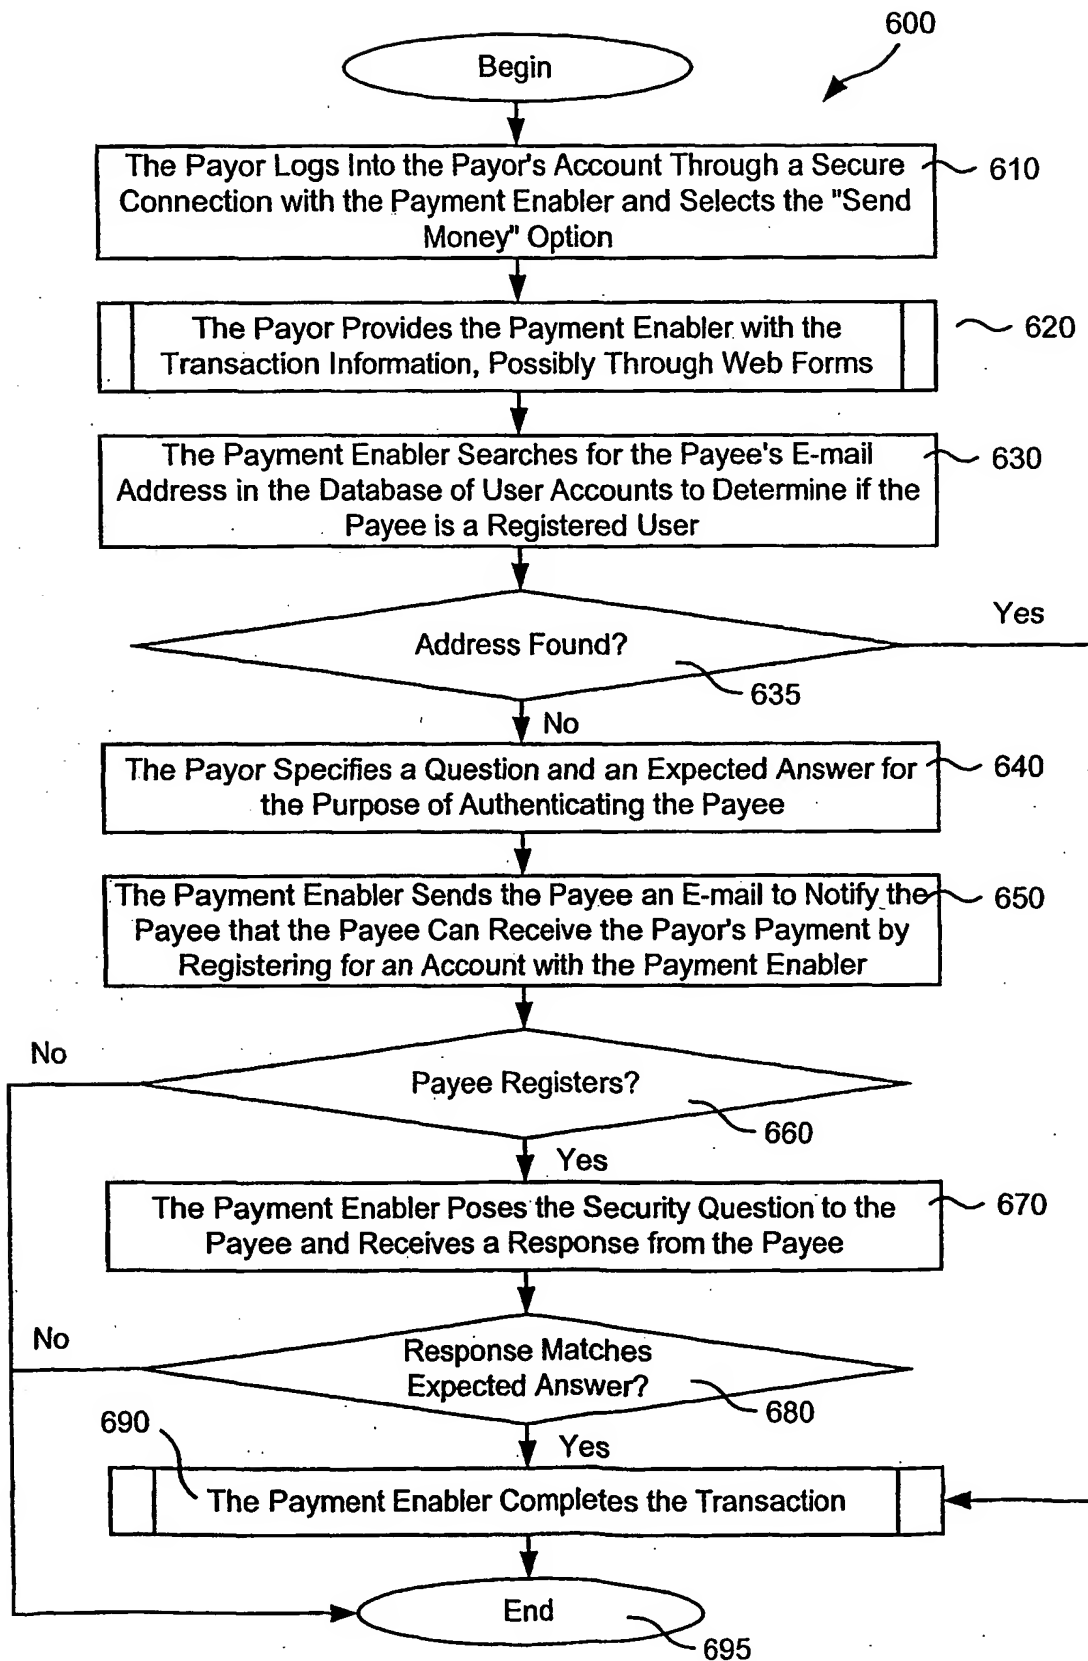 600
Begin
The Payor Logs Into the Payor's Account Through a Secure
Connection with the Payment Enabler and Selects the "Send
Money" Option
610
The Payor Provides the Payment Enabler with the
Transaction Information, Possibly Through Web Forms
620
The Payment Enabler Searches for the Payee's E-mail
Address in the Database of User Accounts to Determine if the
Payee is a Registered User
630
Address Found?
635
Yes
No
The Payor Specifies a Question and an Expected Answer for
the Purpose of Authenticating the Payee
640
The Payment Enabler Sends the Payee an E-mail to Notify the
Payee that the Payee Can Receive the Payor's Payment by
Registering for an Account with the Payment Enabler
650
No
Payee Registers?
660
Yes
The Payment Enabler Poses the Security Question to the
Payee and Receives a Response from the Payee
670
No
Response Matches
Expected Answer?
680
690
Yes
The Payment Enabler Completes the Transaction
End
695